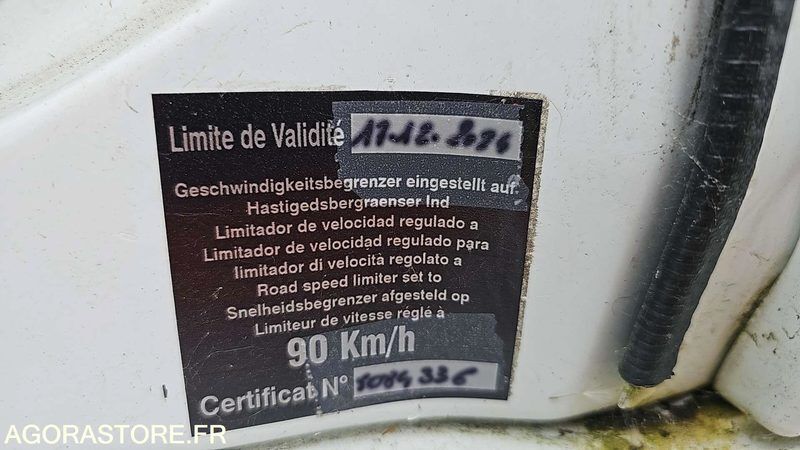 Limite de Validité 17.12.2026
Geschwindigkeitsbegrenzer eingestellt auf
Hastigedsbergraenser Ind
Limitador de velocidad regulado a
Limitador de velocidad regulado para
limitador di velocità regolato a
Road speed limiter set to
Snelheidsbegrenzer afgesteld op
Limiteur de vitesse réglé à
90 Km/h
Certificat N° 1084336
AGORASTORE.FR